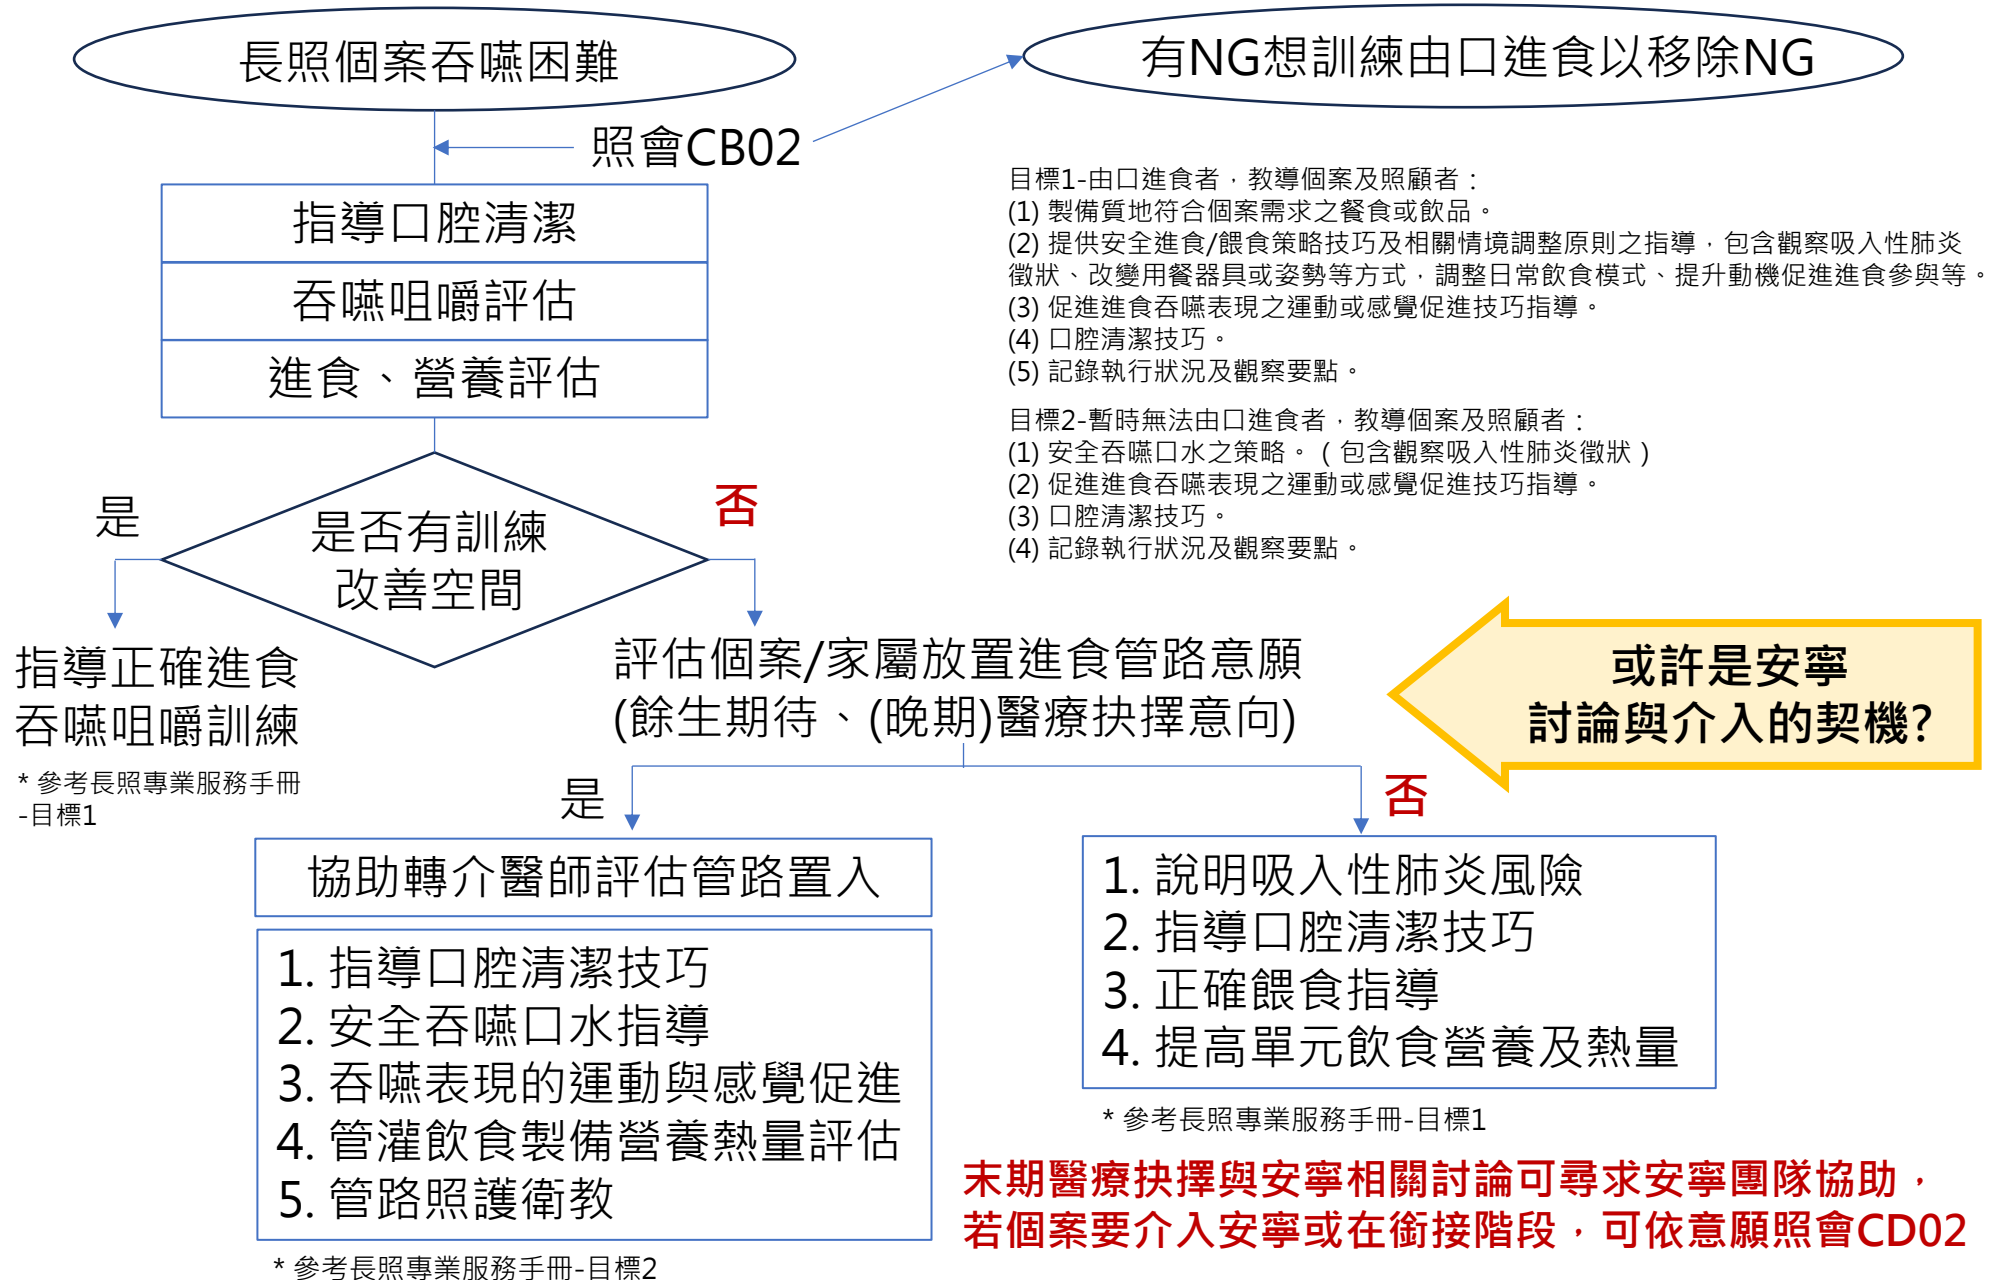 長照個案吞嚥困難
有NG想訓練由口進食以移除NG
照會CB02
指導口腔清潔
吞嚥咀嚼評估
進食、營養評估
目標1-由口進食者，教導個案及照顧者：
(1) 製備質地符合個案需求之餐食或飲品。
(2) 提供安全進食/餵食策略技巧及相關情境調整原則之指導，包含觀察吸入性肺炎
徵狀、改變用餐器具或姿勢等方式，調整日常飲食模式、提升動機促進進食參與等。
(3) 促進進食吞嚥表現之運動或感覺促進技巧指導。
(4) 口腔清潔技巧。
(5) 記錄執行狀況及觀察要點。
目標2-暫時無法由口進食者，教導個案及照顧者：
(1) 安全吞嚥口水之策略。（包含觀察吸入性肺炎徵狀）
(2) 促進進食吞嚥表現之運動或感覺促進技巧指導。
(3) 口腔清潔技巧。
(4) 記錄執行狀況及觀察要點。
是
否
是否有訓練
改善空間
指導正確進食
吞嚥咀嚼訓練
* 參考長照專業服務手冊
-目標1
評估個案/家屬放置進食管路意願
(餘生期待、(晚期)醫療抉擇意向)
或許是安寧
討論與介入的契機?
是
否
協助轉介醫師評估管路置入
1. 指導口腔清潔技巧
2. 安全吞嚥口水指導
3. 吞嚥表現的運動與感覺促進
4. 管灌飲食製備營養熱量評估
5. 管路照護衛教
* 參考長照專業服務手冊-目標2
1. 說明吸入性肺炎風險
2. 指導口腔清潔技巧
3. 正確餵食指導
4. 提高單元飲食營養及熱量
* 參考長照專業服務手冊-目標1
末期醫療抉擇與安寧相關討論可尋求安寧團隊協助，
若個案要介入安寧或在銜接階段，可依意願照會CD02